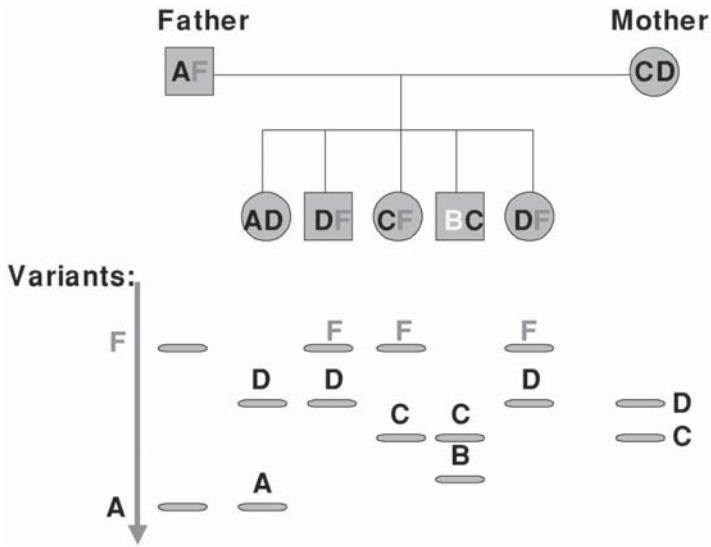 Father Mother
AF CD
AD DF CF BC DF
Variants:
F F F F
D D D D
C C C
B
A A